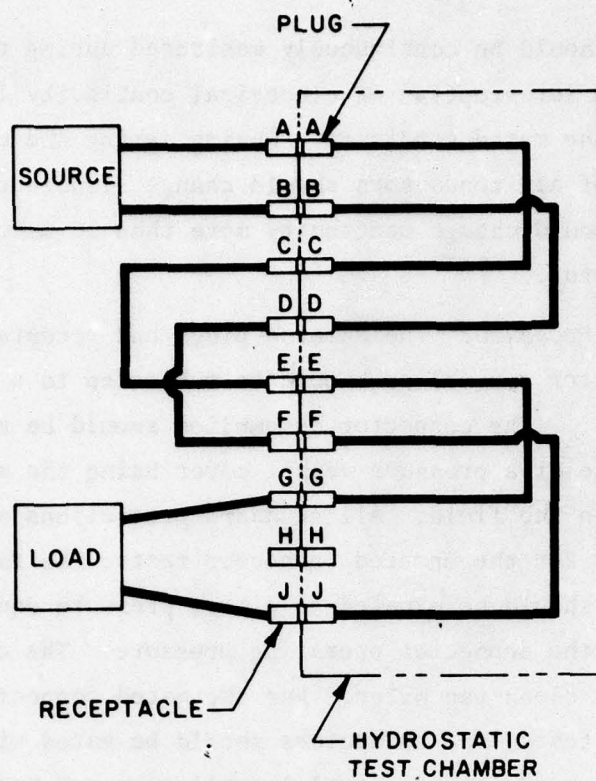 PLUG
A A
SOURCE
B B
C C
D D
E E
F F
G G
LOAD
H H
J J
RECEPTACLE
HYDROSTATIC
TEST CHAMBER